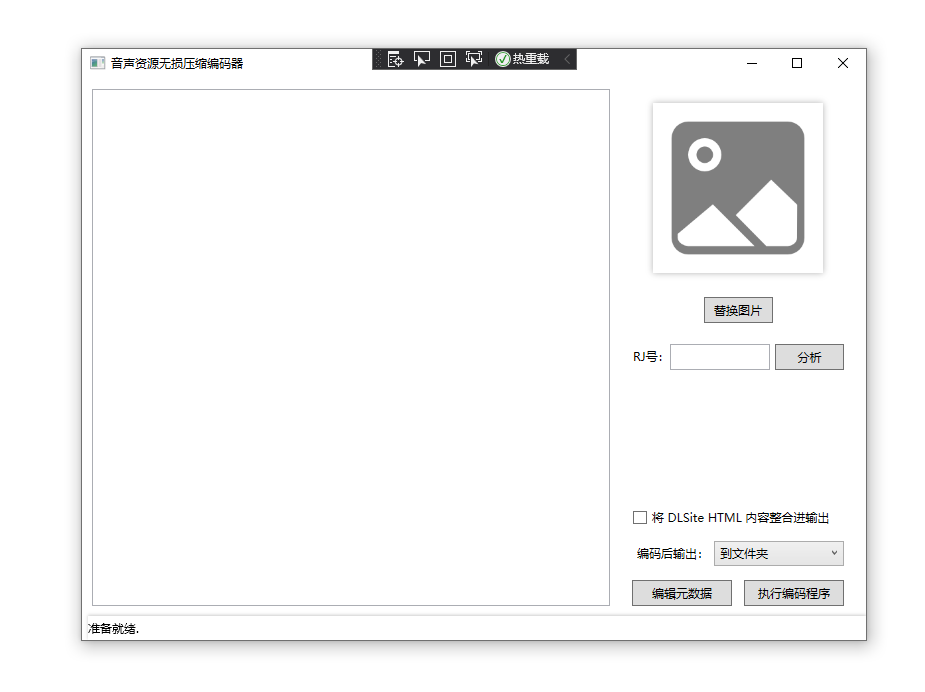 音声资源无损压缩编码器
热重载
替换图片
RJ号：
分析
将 DLSite HTML 内容整合进输出
编码后输出：
到文件夹
编辑元数据
执行编码程序
准备就绪.